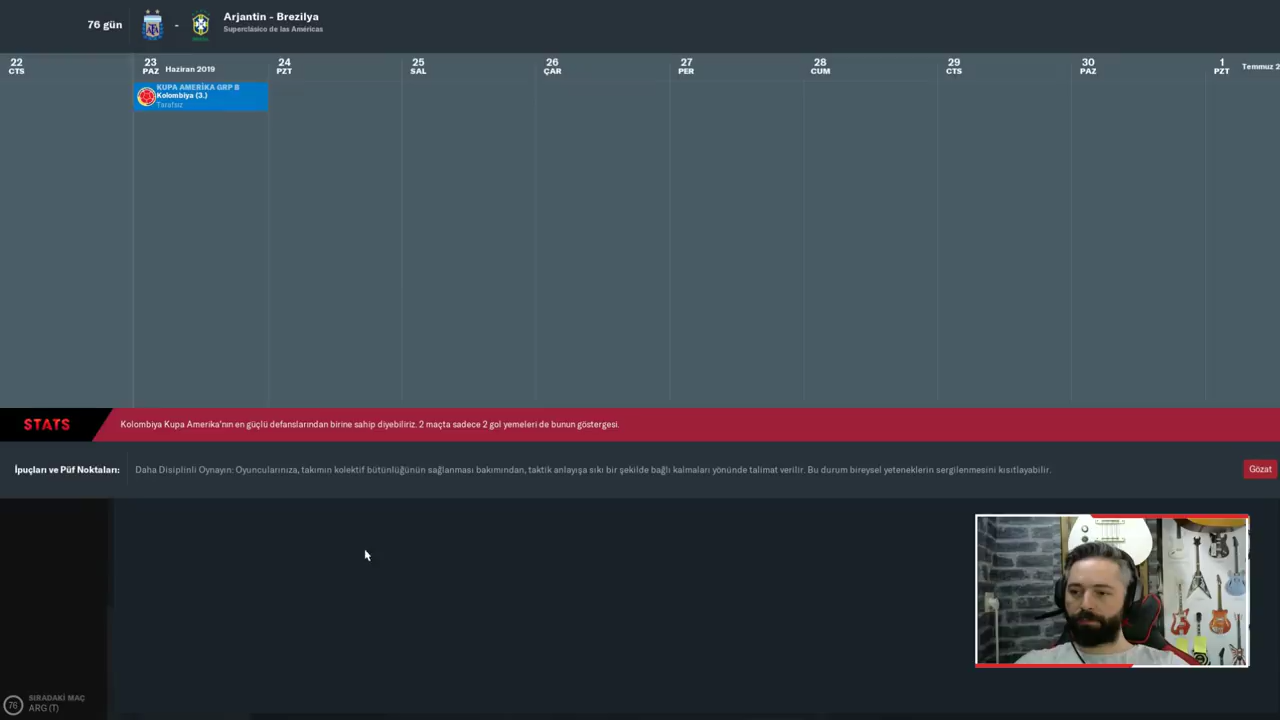 76 gün
-
Arjantin - Brezilya
Superclásico de las Américas
22
CTS
23
PAZ
Haziran 2019
24
PZT
25
SAL
26
ÇAR
27
PER
28
CUM
29
CTS
30
PAZ
1
PZT
Temmuz 2
KUPA AMERİKA GRP B
Kolombiya (3.)
Tarafsız
STATS
Kolombiya Kupa Amerika'nın en güçlü defanslarından birine sahip diyebiliriz. 2 maçta sadece 2 gol yemeleri de bunun göstergesi.
İpuçları ve Püf Noktaları:
Daha Disiplinli Oynayın: Oyuncularınıza, takımın kolektif bütünlüğünün sağlanması bakımından, taktik anlayışa sıkı bir şekilde bağlı kalmaları yönünde talimat verilir. Bu durum bireysel yeteneklerin sergilenmesini kısıtlayabilir.
Gözat
76
SIRADAKİ MAÇ
ARG (T)